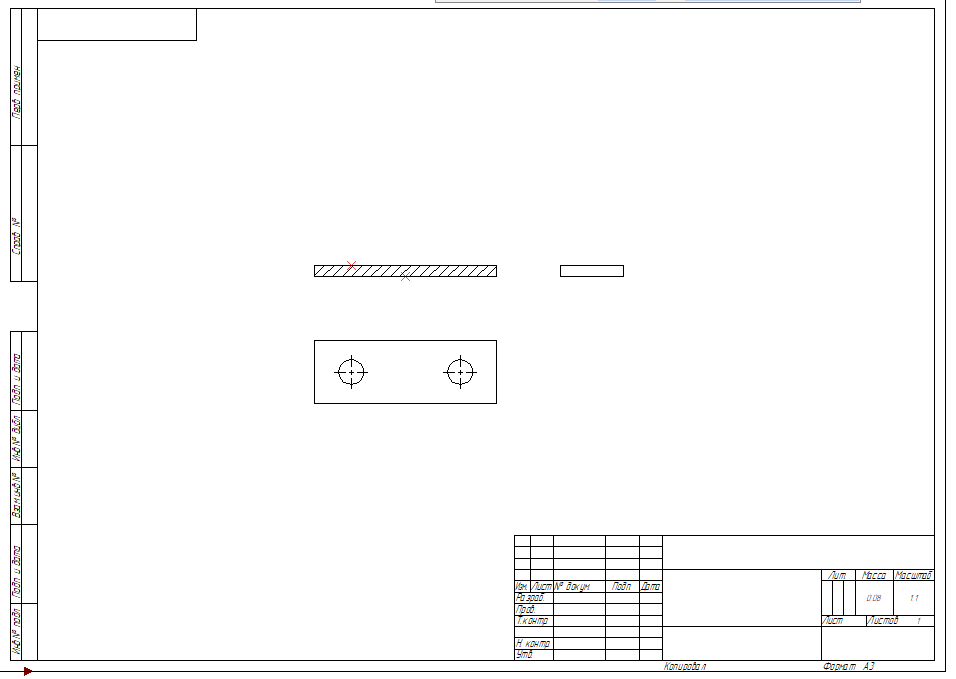 Перв. примен.
Справ. №
Подп. и дата
Инв. № дубл.
Взам. инв. №
Подп. и дата
Инв. № подл.
Изм. Лист № докум. Подп. Дата
Разраб.
Пров.
Т.контр.
Н. контр.
Утв.
Лит. Масса Масштаб
0.08 1:1
Лист Листов 1
Копировал Формат А3